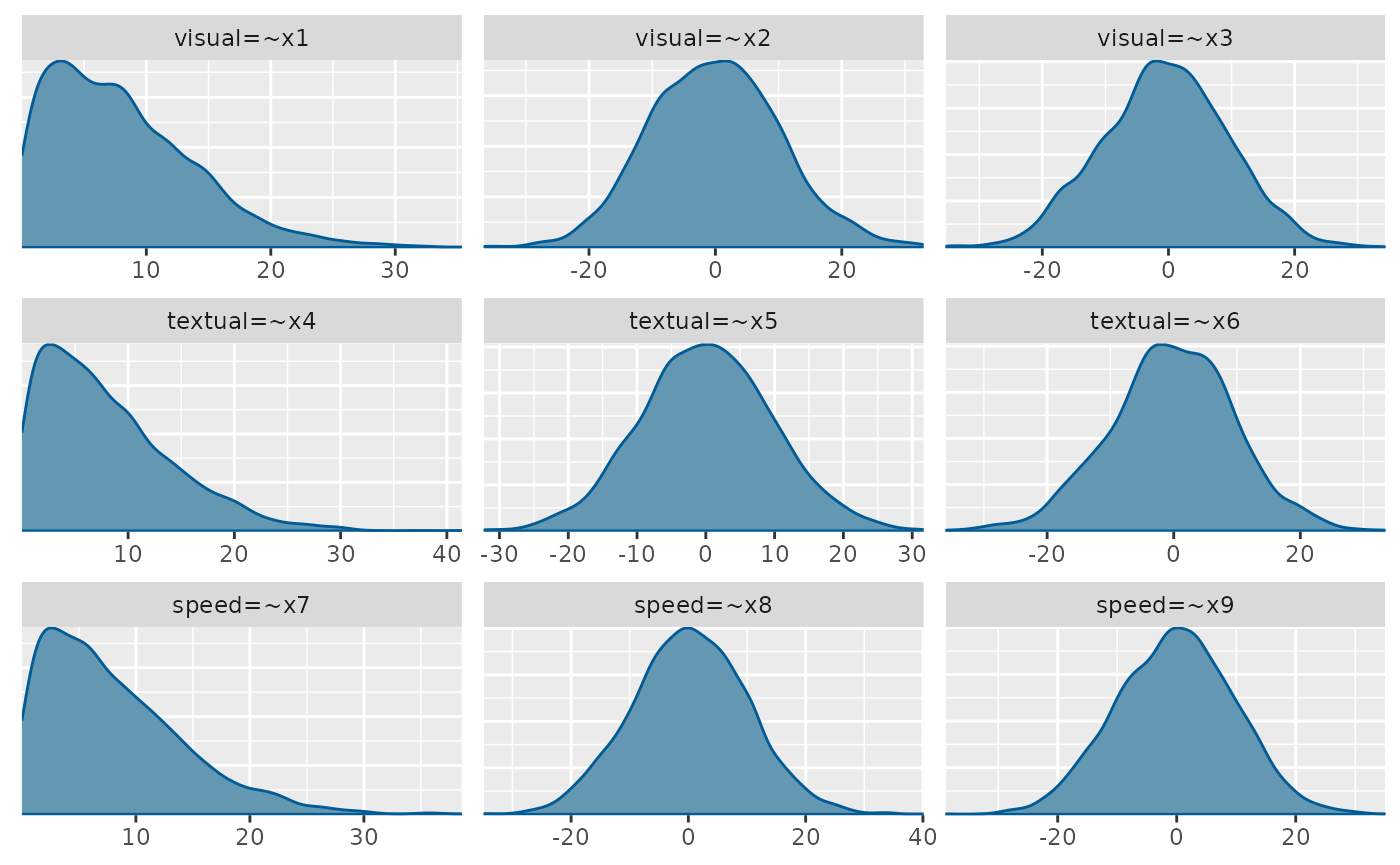 visual=~x1 visual=~x2 visual=~x3
10 20 30 -20 0 20 -20 0 20
textual=~x4 textual=~x5 textual=~x6
10 20 30 40 -30 -20 -10 0 10 20 30 -20 0 20
speed=~x7 speed=~x8 speed=~x9
10 20 30 -20 0 20 40 -20 0 20